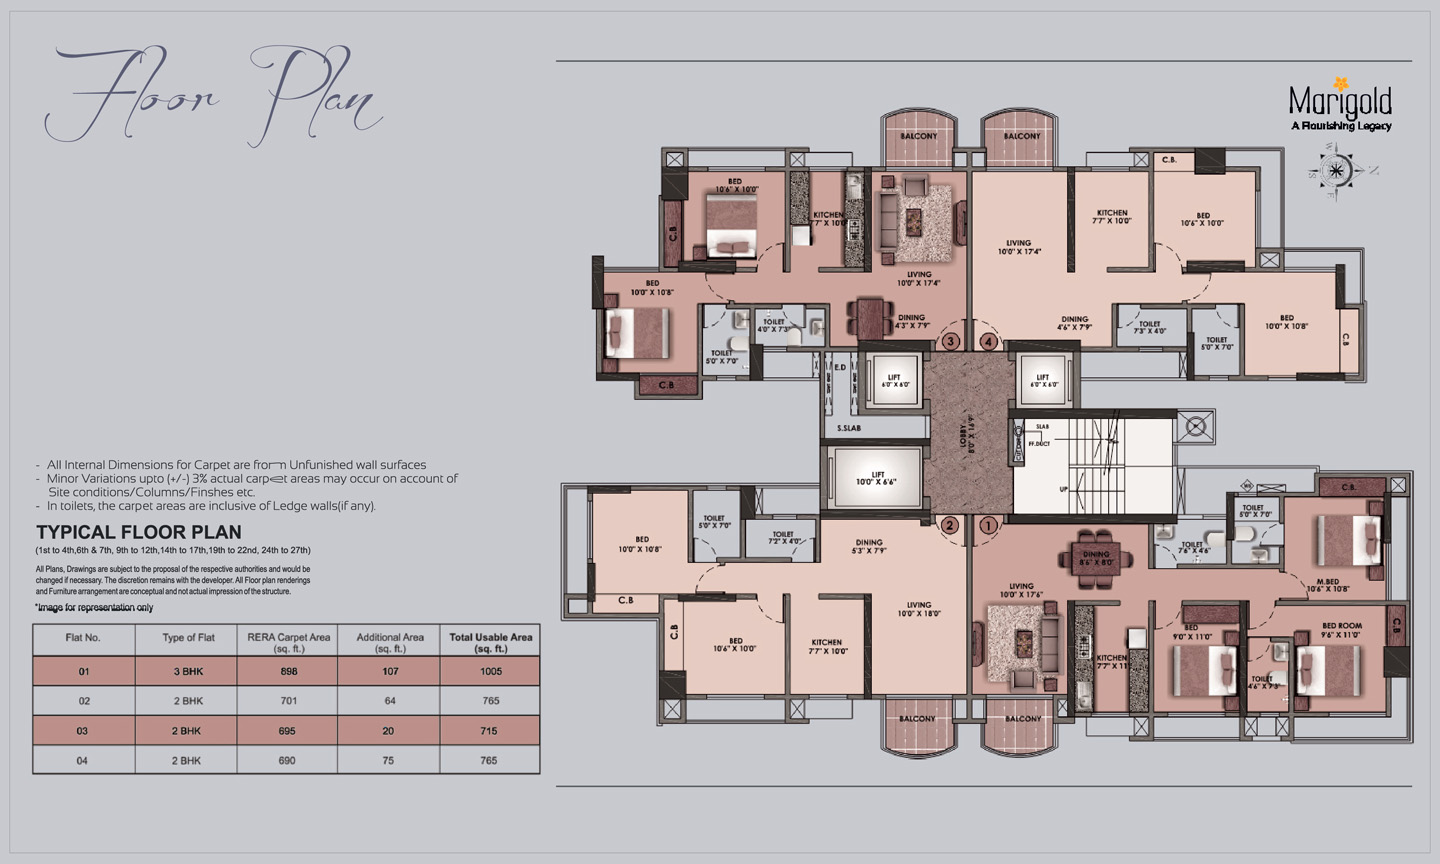 Floor Plan
Marigold
A Flourishing Legacy
W
S
N
E
- All Internal Dimensions for Carpet are from Unfunished wall surfaces
- Minor Variations upto (+/-) 3% actual carpet areas may occur on account of
Site conditions/Columns/Finshes etc.
- In toilets, the carpet areas are inclusive of Ledge walls(if any).
TYPICAL FLOOR PLAN
(1st to 4th,6th & 7th, 9th to 12th,14th to 17th,19th to 22nd, 24th to 27th)
All Plans, Drawings are subject to the proposal of the respective authorities and would be
changed if necessary. The discretion remains with the developer. All Floor plan renderings
and Furniture arrangement are conceptual and not actual impression of the structure.
*Image for representation only
Flat No. Type of Flat RERA Carpet Area (sq. ft.) Additional Area (sq. ft.) Total Usable Area (sq. ft.)
01 3 BHK 898 107 1005
02 2 BHK 701 64 765
03 2 BHK 695 20 715
04 2 BHK 690 75 765
BALCONY
BALCONY
BED
10'6" X 10'0"
C.B.
KITCHEN
7'7" X 10'0"
LIVING
10'0" X 17'4"
DINING
4'3" X 7'9"
BED
10'0" X 10'8"
C.B
TOILET
5'0" X 7'0"
TOILET
4'0" X 7'3"
3
4
LIVING
10'0" X 17'4"
KITCHEN
7'7" X 10'0"
C.B.
BED
10'6" X 10'0"
DINING
4'6" X 7'9"
TOILET
7'3" X 4'0"
TOILET
5'0" X 7'0"
BED
10'0" X 10'8"
C.B
E.D
S.SLAB
LIFT
6'0" X 6'0"
LIFT
6'0" X 6'0"
LIFT
10'0" X 6'6"
LOBBY
8'0" X 16'9"
SLAB
FF.DUCT
UP
2
1
BED
10'0" X 10'8"
C.B
TOILET
5'0" X 7'0"
TOILET
7'2" X 4'0"
DINING
5'3" X 7'9"
LIVING
10'0" X 18'0"
C.B
BED
10'6" X 10'0"
KITCHEN
7'7" X 10'0"
BALCONY
BALCONY
LIVING
10'0" X 17'6"
DINING
8'6" X 8'0"
TOILET
7'6" X 4'6"
TOILET
5'0" X 7'0"
C.B.
M.BED
10'6" X 10'8"
KITCHEN
7'7" X 11
BED
9'0" X 11'0"
TOILET
4'6" X 7'3"
BED ROOM
9'6" X 11'0"
C.B